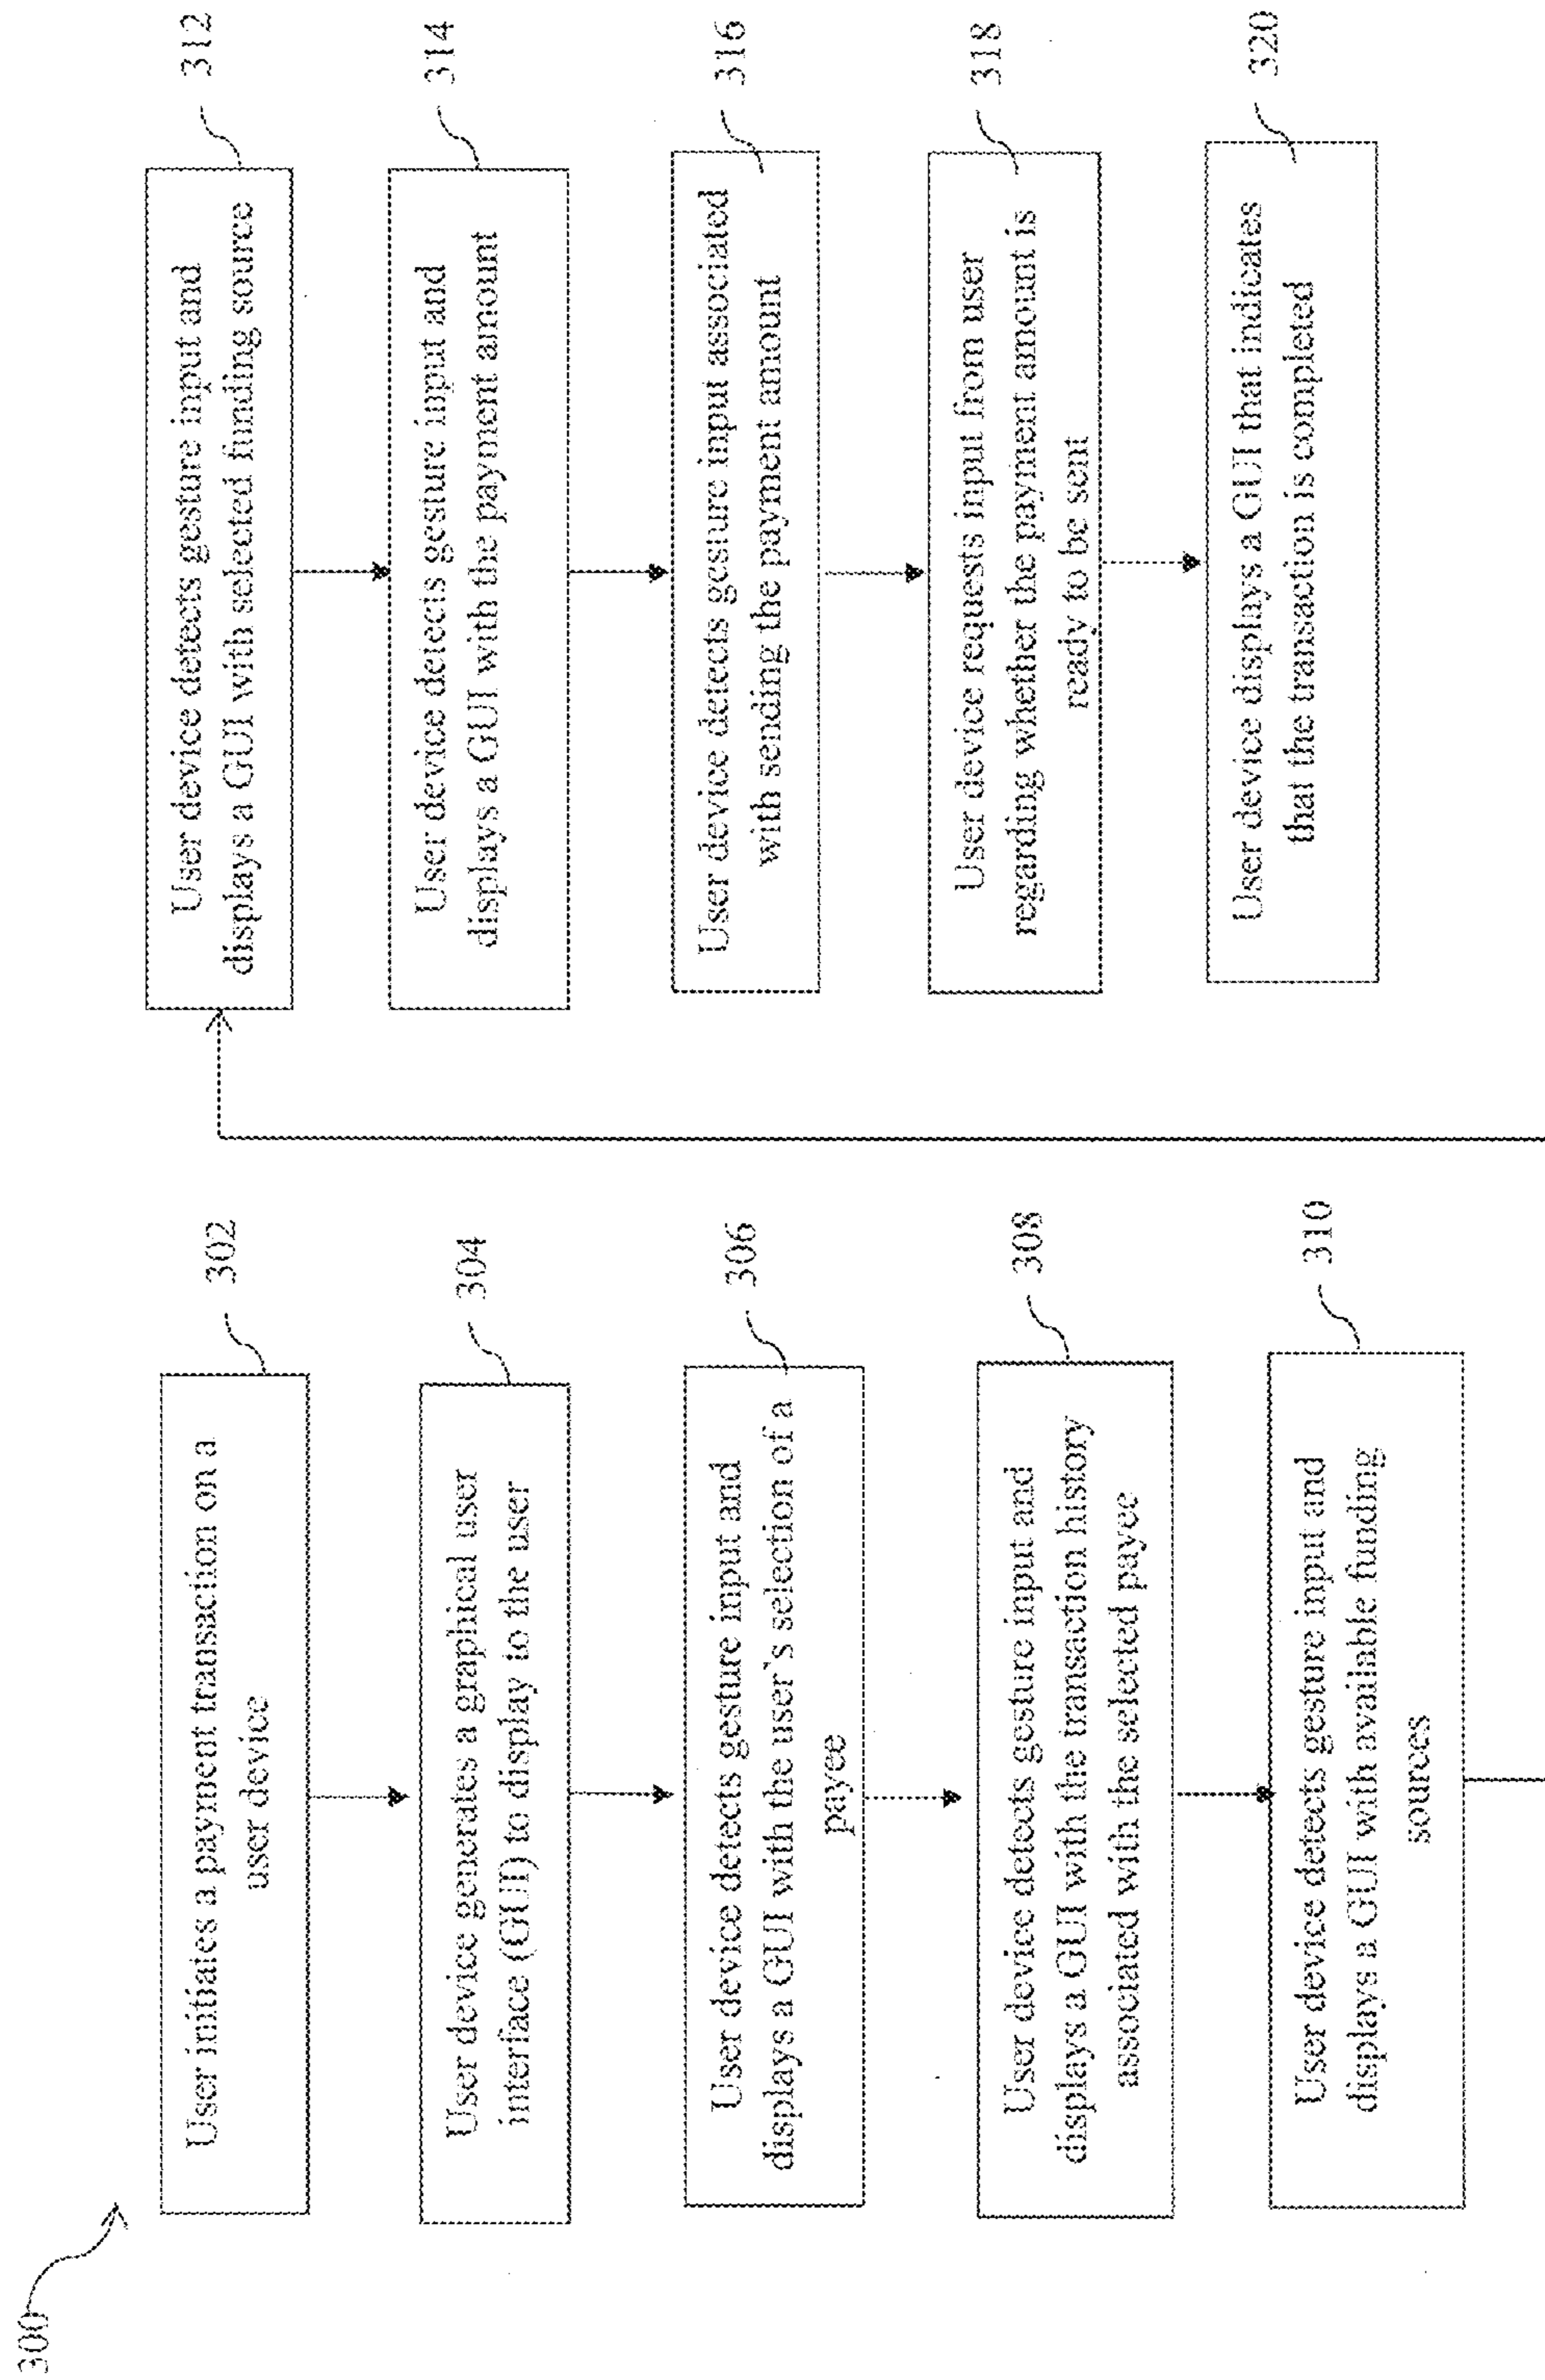 300
User initiates a payment transaction on a
user device
302
User device generates a graphical user
interface (GUI) to display to the user
304
User device detects gesture input and
displays a GUI with the user's selection of a
payee
306
User device detects gesture input and
displays a GUI with the transaction history
associated with the selected payee
308
User device detects gesture input and
displays a GUI with available funding
sources
310
User device detects gesture input and
displays a GUI with selected funding source
312
User device detects gesture input and
displays a GUI with the payment amount
314
User device detects gesture input associated
with sending the payment amount
316
User device requests input from user
regarding whether the payment amount is
ready to be sent
318
User device displays a GUI that indicates
that the transaction is completed
320